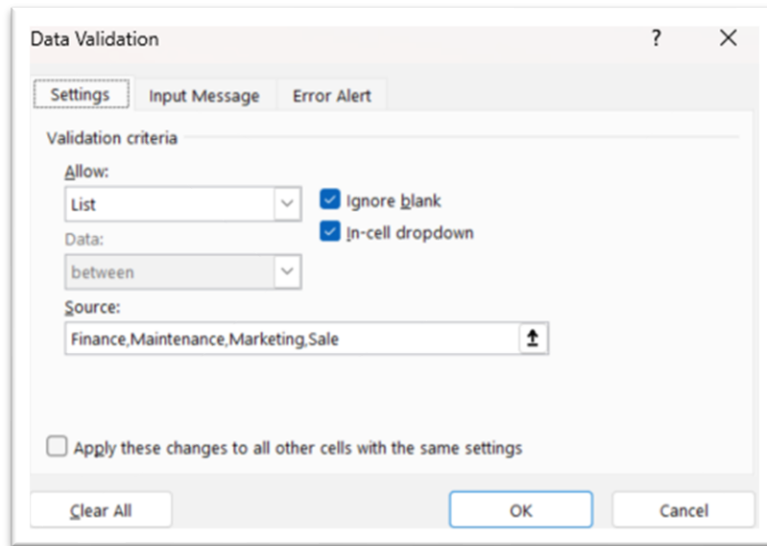 Data Validation ?
Settings Input Message Error Alert
Validation criteria
Allow:
List
Ignore blank
In-cell dropdown
Data:
between
Source:
Finance,Maintenance,Marketing,Sale
Apply these changes to all other cells with the same settings
Clear All OK Cancel